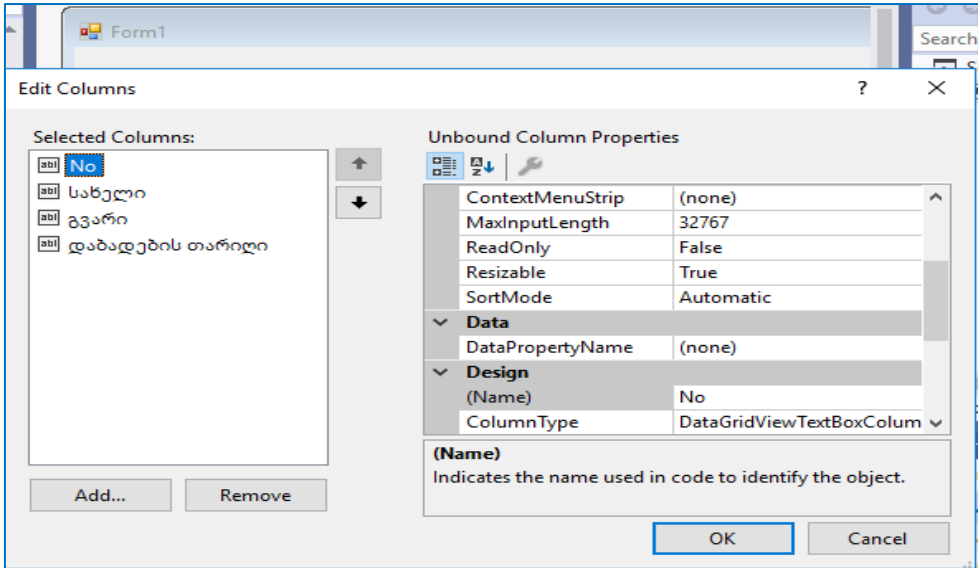 Form1
Search
Edit Columns
?
Selected Columns:
No
სახელი
გვარი
დაბადების თარიღი
Add...
Remove
Unbound Column Properties
ContextMenuStrip (none)
MaxInputLength 32767
ReadOnly False
Resizable True
SortMode Automatic
Data
DataPropertyName (none)
Design
(Name) No
ColumnType DataGridViewTextBoxColum
(Name)
Indicates the name used in code to identify the object.
OK
Cancel